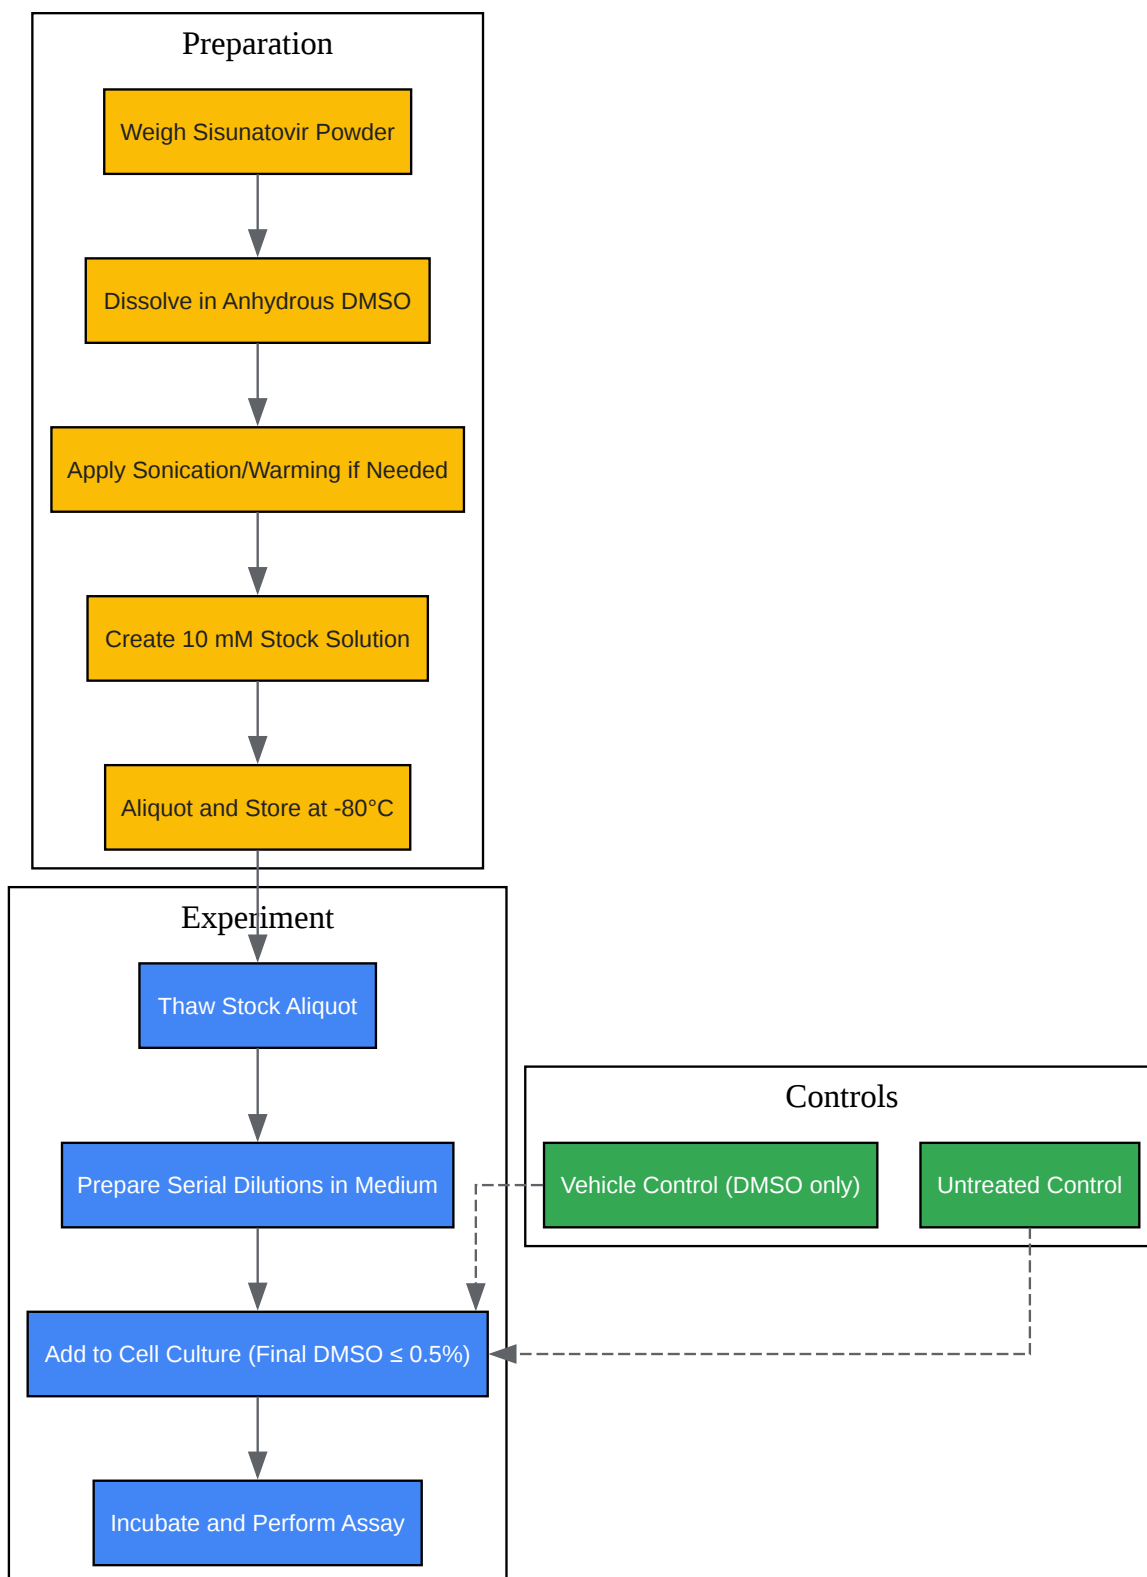 Preparation
Weigh Sisunatovir Powder
Dissolve in Anhydrous DMSO
Apply Sonication/Warming if Needed
Create 10 mM Stock Solution
Aliquot and Store at -80°C
Experiment
Thaw Stock Aliquot
Prepare Serial Dilutions in Medium
Add to Cell Culture (Final DMSO ≤ 0.5%)
Incubate and Perform Assay
Controls
Vehicle Control (DMSO only)
Untreated Control